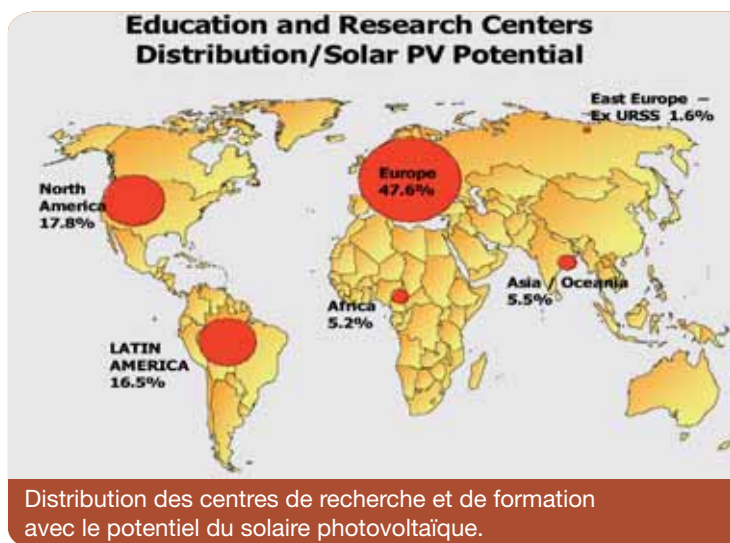 Education and Research Centers
Distribution/Solar PV Potential
East Europe –
Ex URSS 1.6%
North
America
17.8%
Europe
47.6%
Asia / Oceania
5.5%
Africa
5.2%
LATIN
AMERICA
16.5%
Distribution des centres de recherche et de formation
avec le potentiel du solaire photovoltaïque.